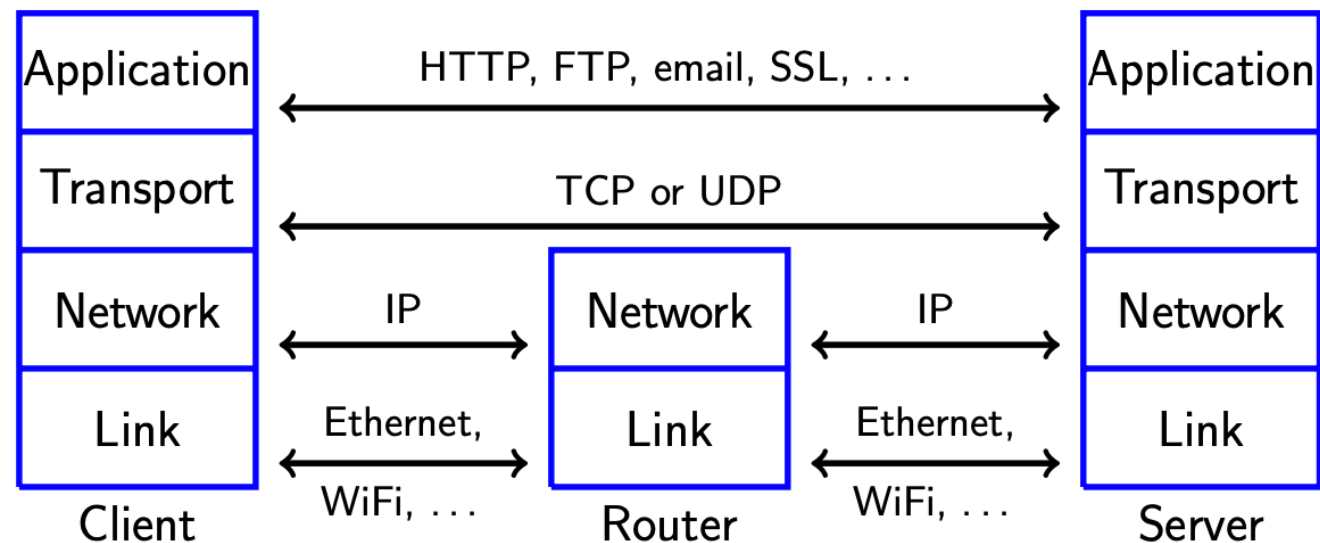 Application HTTP, FTP, email, SSL, ... Application
Transport TCP or UDP Transport
Network IP Network IP Network
Link Ethernet, Link Ethernet, Link
WiFi, ... WiFi, ...
Client Router Server